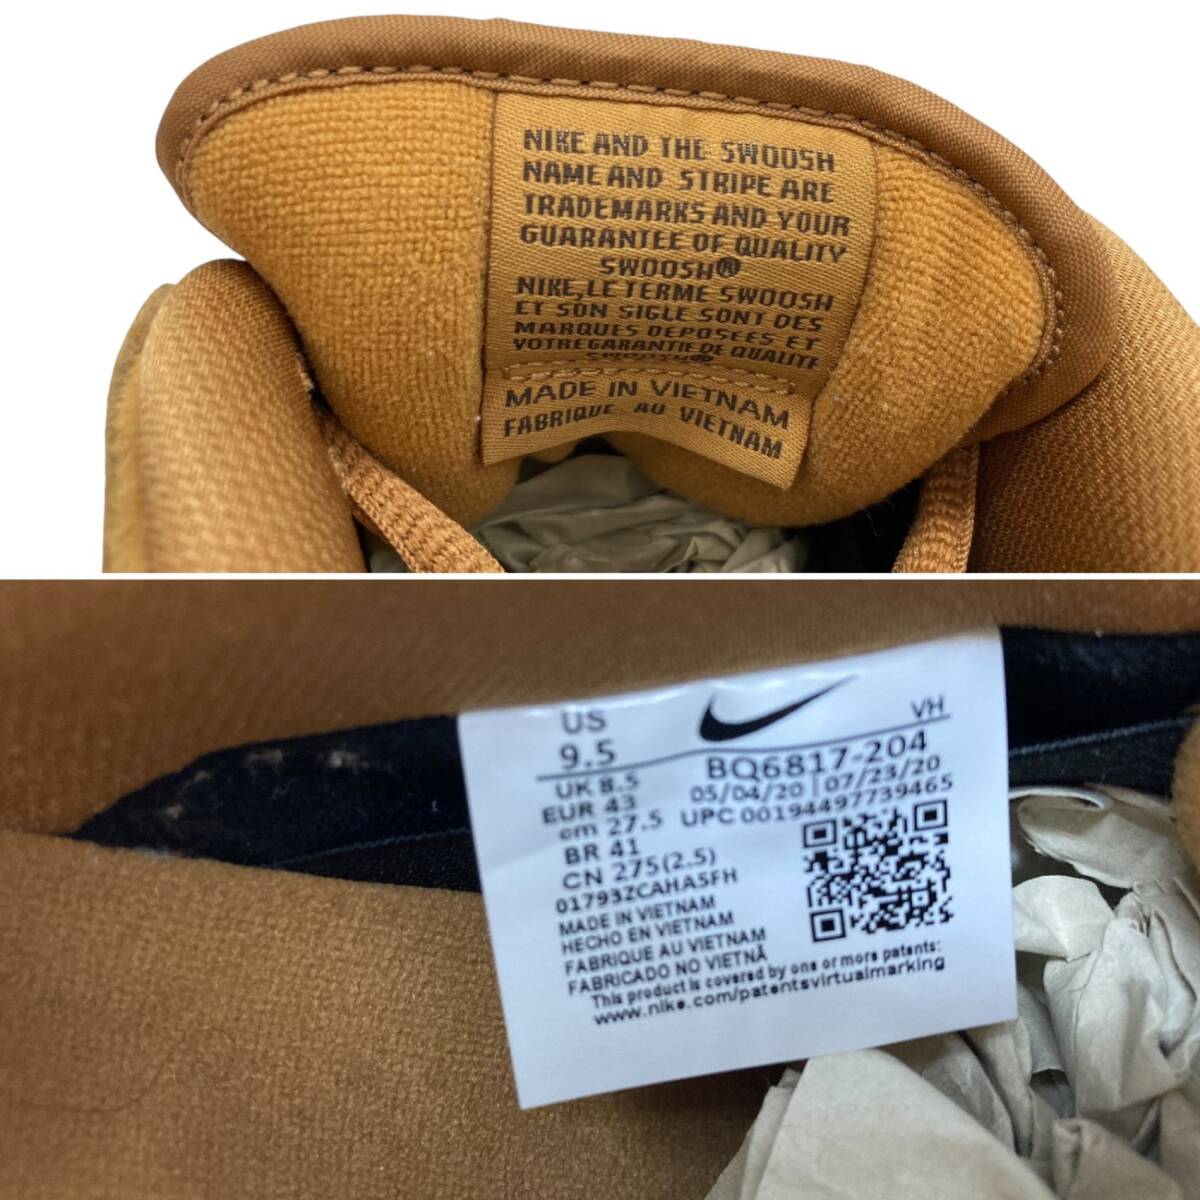 NIKE AND THE SWOOSH
NAME AND STRIPE ARE
TRADEMARKS AND YOUR
GUARANTEE OF QUALITY
SWOOSH®
NIKE, LE TERME SWOOSH
ET SON SIGLE SONT DES
MARQUES DEPOSEES ET
VOTRE GARANTIE DE QUALITE
SWOOSH®
MADE IN VIETNAM
FABRIQUE AU VIETNAM
US
9.5
VH
UK 8.5
EUR 43
cm 27.5
BR 41
CN 275(2.5)
BQ6817-204
05/04/20 | 07/23/20
UPC 00194497739465
01793ZCAHA5FH
MADE IN VIETNAM
HECHO EN VIETNAM
FABRIQUE AU VIETNAM
FABRICADO NO VIETNÃ
This product is covered by one or more patents:
www.nike.com/patentsvirtualmarking